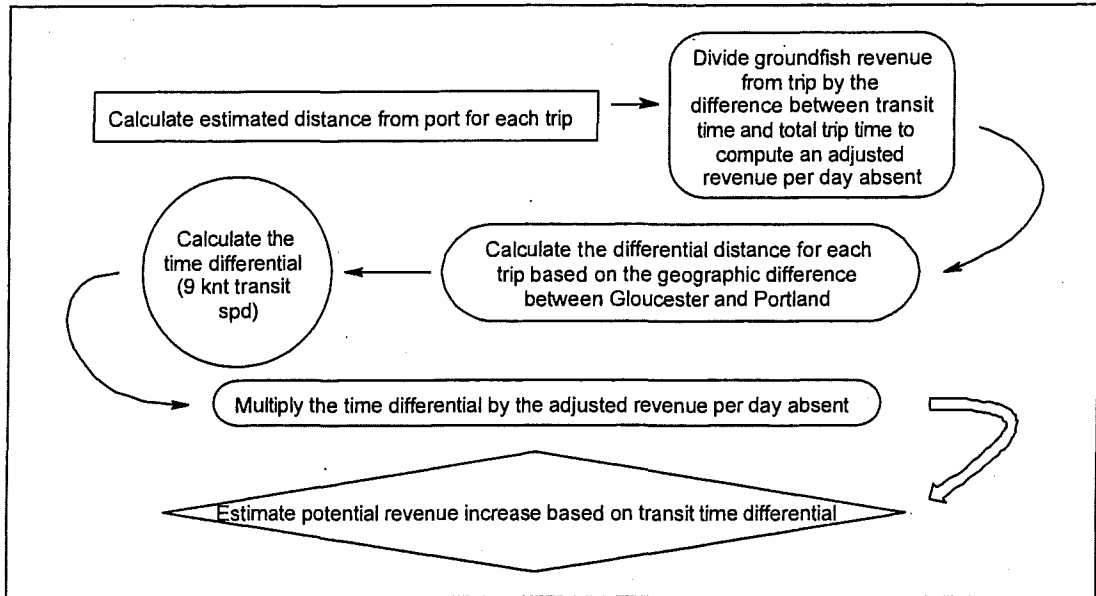 Calculate estimated distance from port for each trip
Divide groundfish revenue
from trip by the
difference between transit
time and total trip time to
compute an adjusted
revenue per day absent
Calculate the differential distance for each
trip based on the geographic difference
between Gloucester and Portland
Calculate the
time differential
(9 knt transit
spd)
Multiply the time differential by the adjusted revenue per day absent
Estimate potential revenue increase based on transit time differential